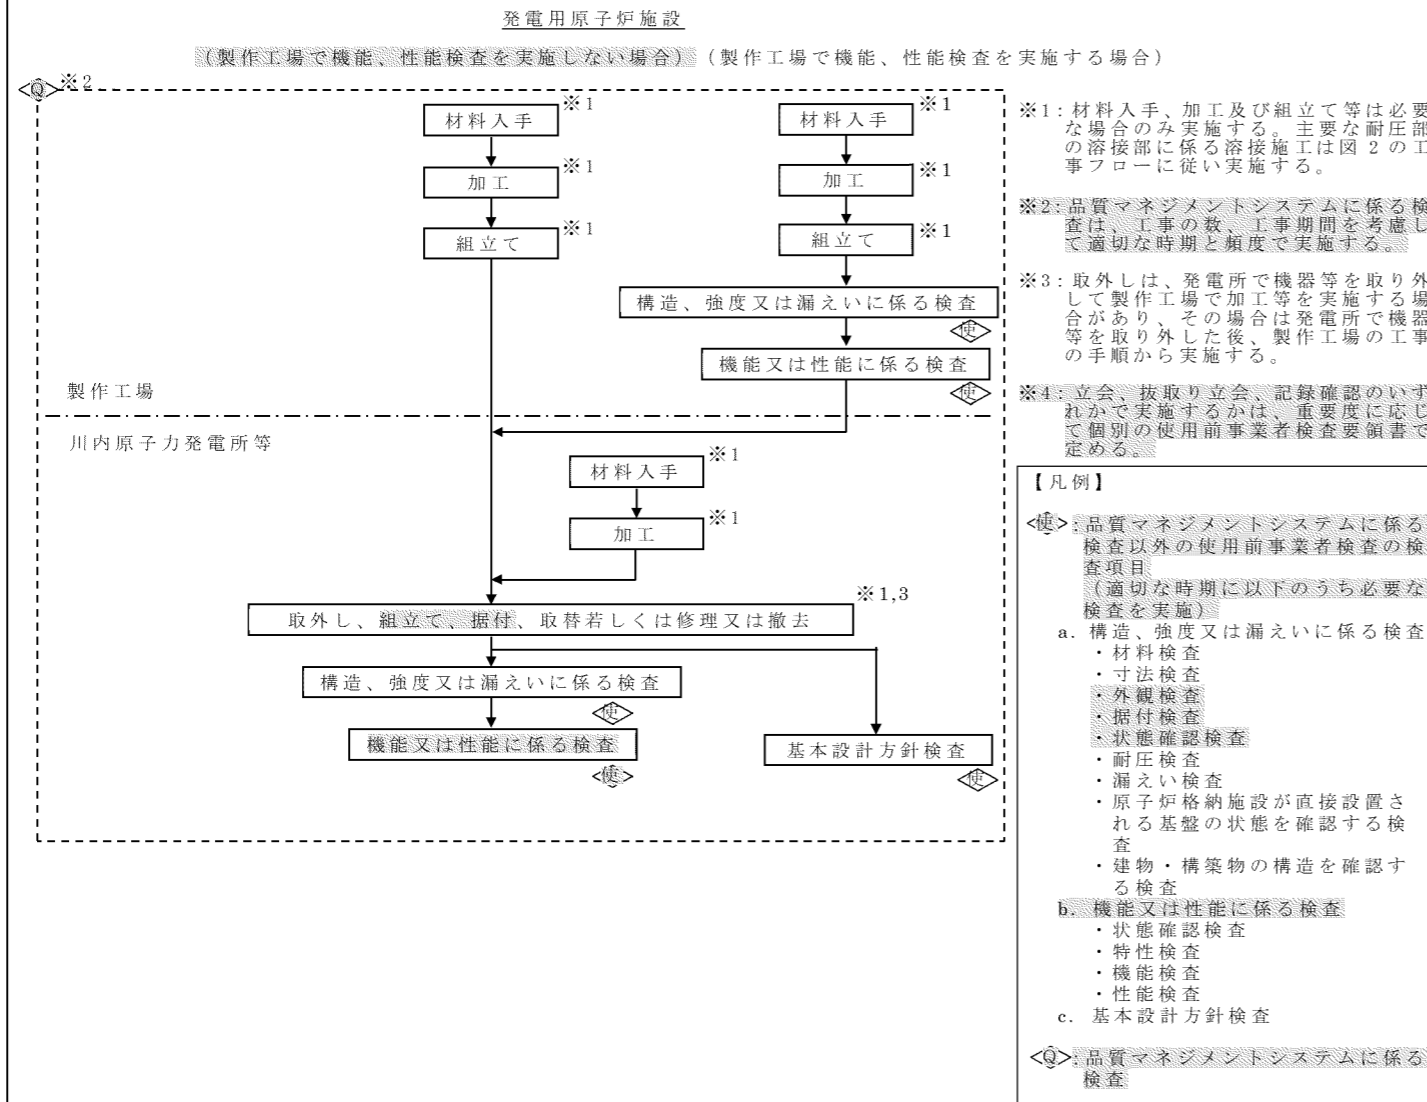 発電用原子炉施設
(製作工場で機能、性能検査を実施しない場合) (製作工場で機能、性能検査を実施する場合)
Q ※2
材料入手 ※1
加工 ※1
組立て ※1
材料入手 ※1
加工 ※1
組立て ※1
構造、強度又は漏えいに係る検査
使
機能又は性能に係る検査
使
製作工場
川内原子力発電所等
材料入手 ※1
加工 ※1
※1,3
取外し、組立て、据付、取替若しくは修理又は撤去
構造、強度又は漏えいに係る検査
使
機能又は性能に係る検査
使
基本設計方針検査
使
※1:材料入手、加工及び組立て等は必要
な場合のみ実施する。主要な耐圧部
の溶接部に係る溶接施工は図2の工
事フローに従い実施する。
※2:品質マネジメントシステムに係る検
査は、工事の数、工事期間を考慮し
て適切な時期と頻度で実施する。
※3:取外しは、発電所で機器等を取り外
して製作工場で加工等を実施する場
合があり、その場合は発電所で機器
等を取り外した後、製作工場の工事
の手順から実施する。
※4:立会、抜取り立会、記録確認のいず
れかで実施するかは、重要度に応じ
て個別の使用前事業者検査要領書で
定める。
【凡例】
<使>:品質マネジメントシステムに係る
検査以外の使用前事業者検査の検
査項目
(適切な時期に以下のうち必要な
検査を実施)
a. 構造、強度又は漏えいに係る検査
・材料検査
・寸法検査
・外観検査
・据付検査
・状態確認検査
・耐圧検査
・漏えい検査
・原子炉格納施設が直接設置さ
れる基盤の状態を確認する検
査
・建物・構築物の構造を確認す
る検査
b. 機能又は性能に係る検査
・状態確認検査
・特性検査
・機能検査
・性能検査
c. 基本設計方針検査
<Q>:品質マネジメントシステムに係る
検査